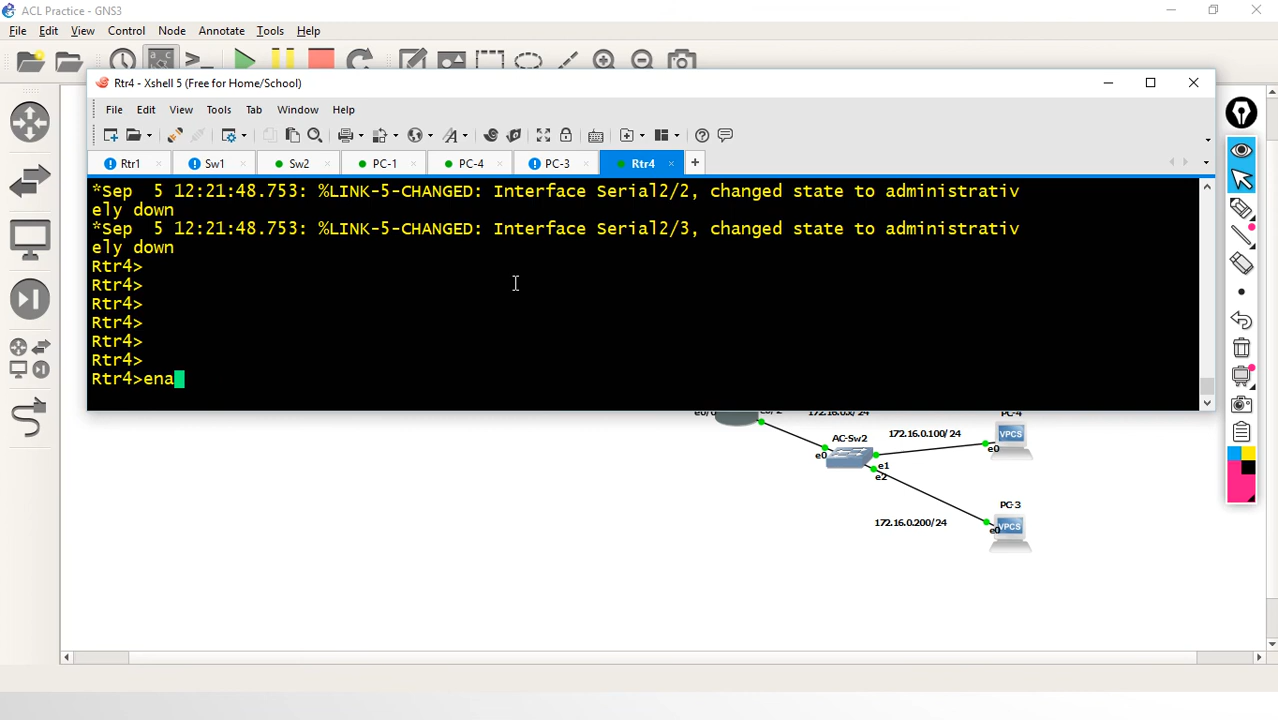 ACL Practice - GNS3
File Edit View Control Node Annotate Tools Help
Rtr4 - Xshell 5 (Free for Home/School)
File Edit View Tools Tab Window Help
Rtr1 Sw1 Sw2 PC-1 PC-4 PC-3 Rtr4
*Sep  5 12:21:48.753: %LINK-5-CHANGED: Interface Serial2/2, changed state to administrativ
ely down
*Sep  5 12:21:48.753: %LINK-5-CHANGED: Interface Serial2/3, changed state to administrativ
ely down
Rtr4>
Rtr4>
Rtr4>
Rtr4>
Rtr4>
Rtr4>
Rtr4>ena
PC-4
AC-Sw2
172.16.0.100/24
VPCS
e0
e0
e1
e2
PC-3
172.16.0.200/24
VPCS
e0